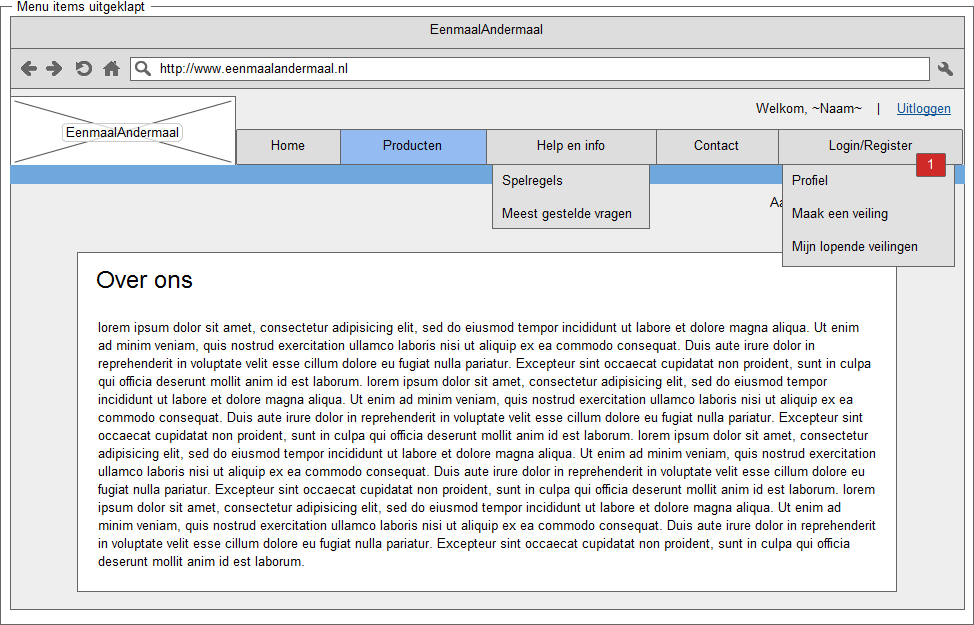 Menu items uitgeklapt
EenmaalAndermaal
http://www.eenmaalandermaal.nl
Welkom, ~Naam~ | Uitloggen
EenmaalAndermaal
Home Producten Help en info Contact Login/Register
1
Spelregels
Meest gestelde vragen
Profiel
Maak een veiling
Mijn lopende veilingen
Over ons
lorem ipsum dolor sit amet, consectetur adipisicing elit, sed do eiusmod tempor incididunt ut labore et dolore magna aliqua. Ut enim
ad minim veniam, quis nostrud exercitation ullamco laboris nisi ut aliquip ex ea commodo consequat. Duis aute irure dolor in
reprehenderit in voluptate velit esse cillum dolore eu fugiat nulla pariatur. Excepteur sint occaecat cupidatat non proident, sunt in culpa
qui officia deserunt mollit anim id est laborum. lorem ipsum dolor sit amet, consectetur adipisicing elit, sed do eiusmod tempor
incididunt ut labore et dolore magna aliqua. Ut enim ad minim veniam, quis nostrud exercitation ullamco laboris nisi ut aliquip ex ea
commodo consequat. Duis aute irure dolor in reprehenderit in voluptate velit esse cillum dolore eu fugiat nulla pariatur. Excepteur sint
occaecat cupidatat non proident, sunt in culpa qui officia deserunt mollit anim id est laborum. lorem ipsum dolor sit amet, consectetur
adipisicing elit, sed do eiusmod tempor incididunt ut labore et dolore magna aliqua. Ut enim ad minim veniam, quis nostrud exercitation
ullamco laboris nisi ut aliquip ex ea commodo consequat. Duis aute irure dolor in reprehenderit in voluptate velit esse cillum dolore eu
fugiat nulla pariatur. Excepteur sint occaecat cupidatat non proident, sunt in culpa qui officia deserunt mollit anim id est laborum. lorem
ipsum dolor sit amet, consectetur adipisicing elit, sed do eiusmod tempor incididunt ut labore et dolore magna aliqua. Ut enim ad
minim veniam, quis nostrud exercitation ullamco laboris nisi ut aliquip ex ea commodo consequat. Duis aute irure dolor in reprehenderit
in voluptate velit esse cillum dolore eu fugiat nulla pariatur. Excepteur sint occaecat cupidatat non proident, sunt in culpa qui officia
deserunt mollit anim id est laborum.